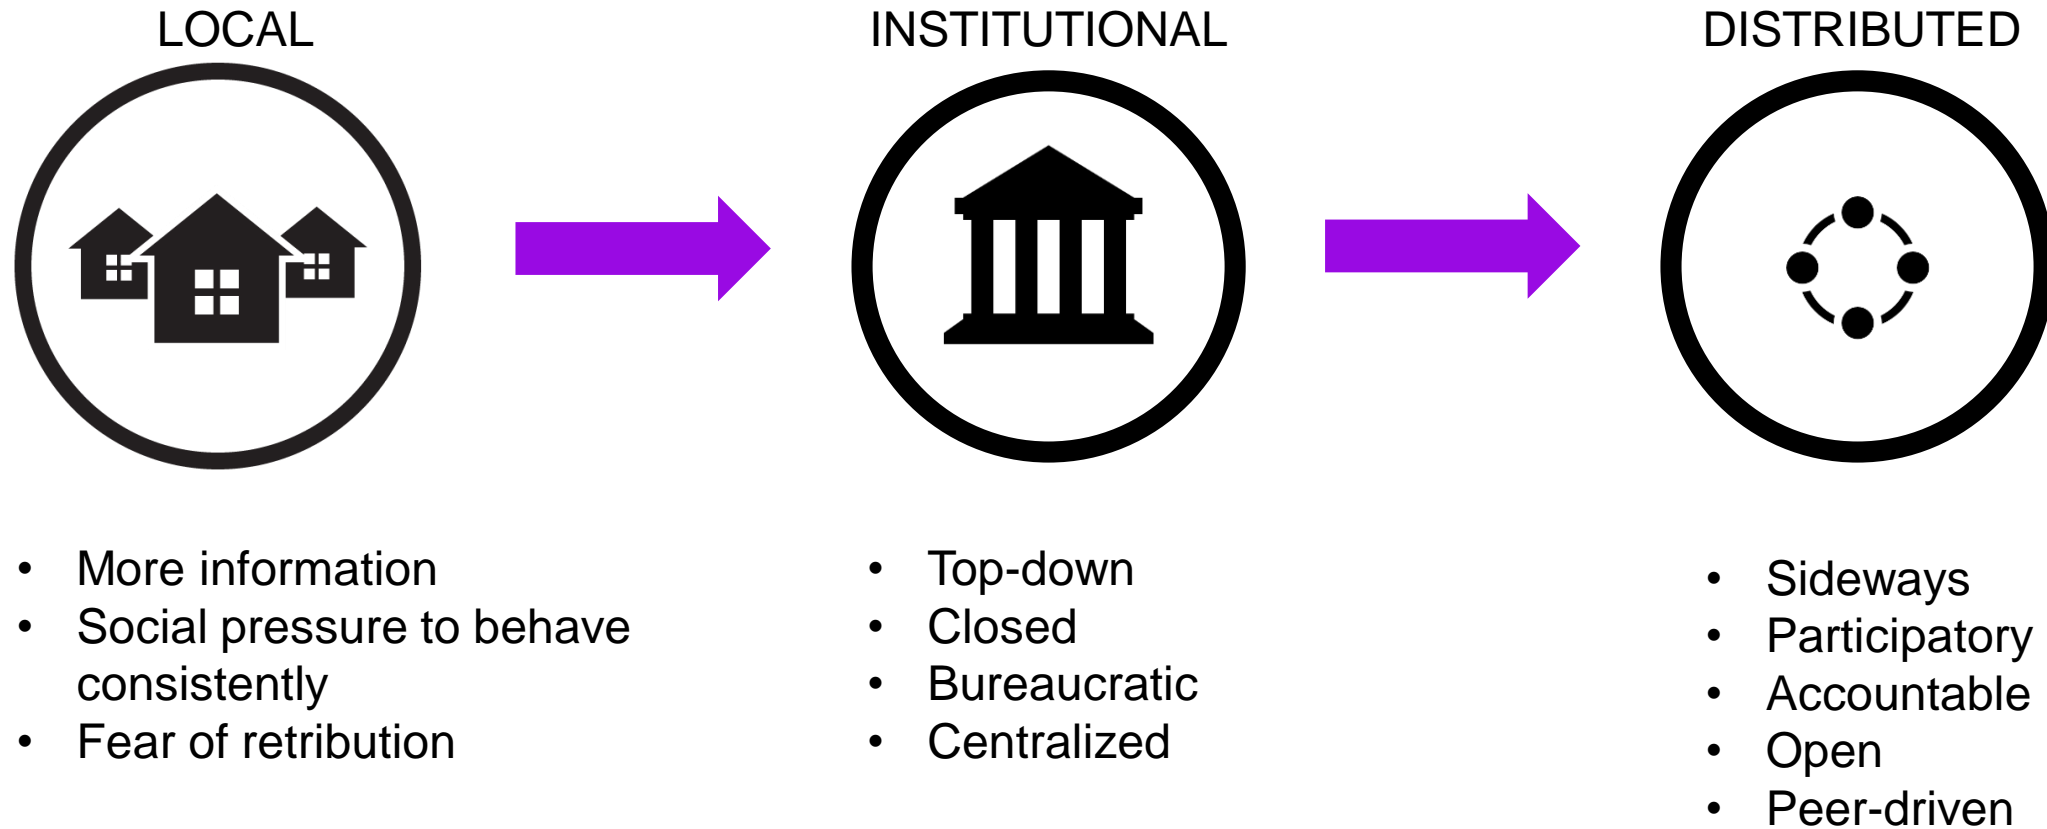 LOCAL
• More information
• Social pressure to behave
consistently
• Fear of retribution
INSTITUTIONAL
• Top-down
• Closed
• Bureaucratic
• Centralized
DISTRIBUTED
• Sideways
• Participatory
• Accountable
• Open
• Peer-driven